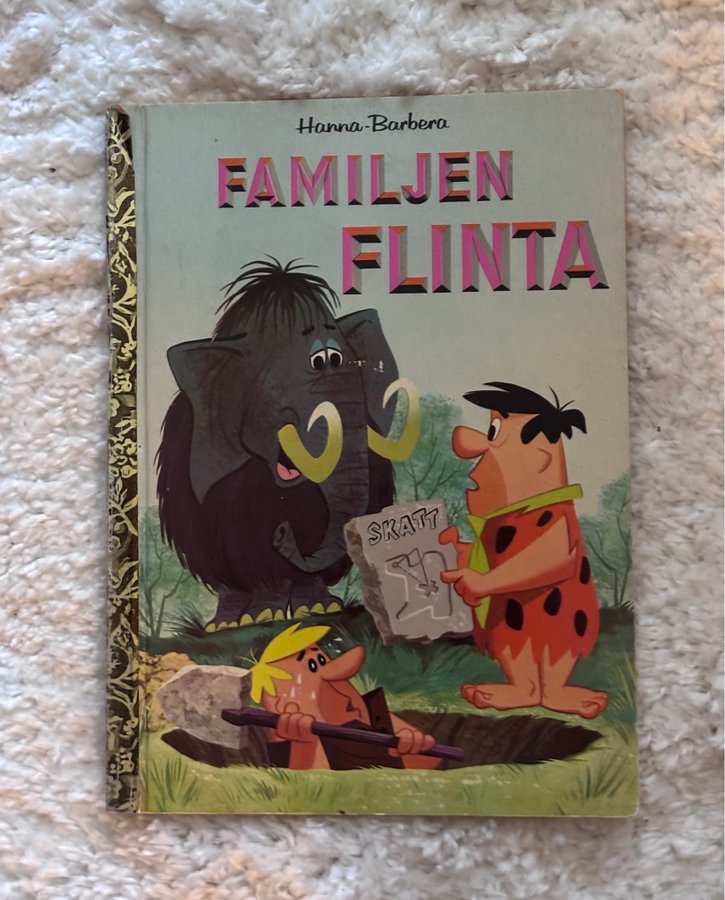 Hanna-Barbera
FAMILJEN
FLINTA
SKATT